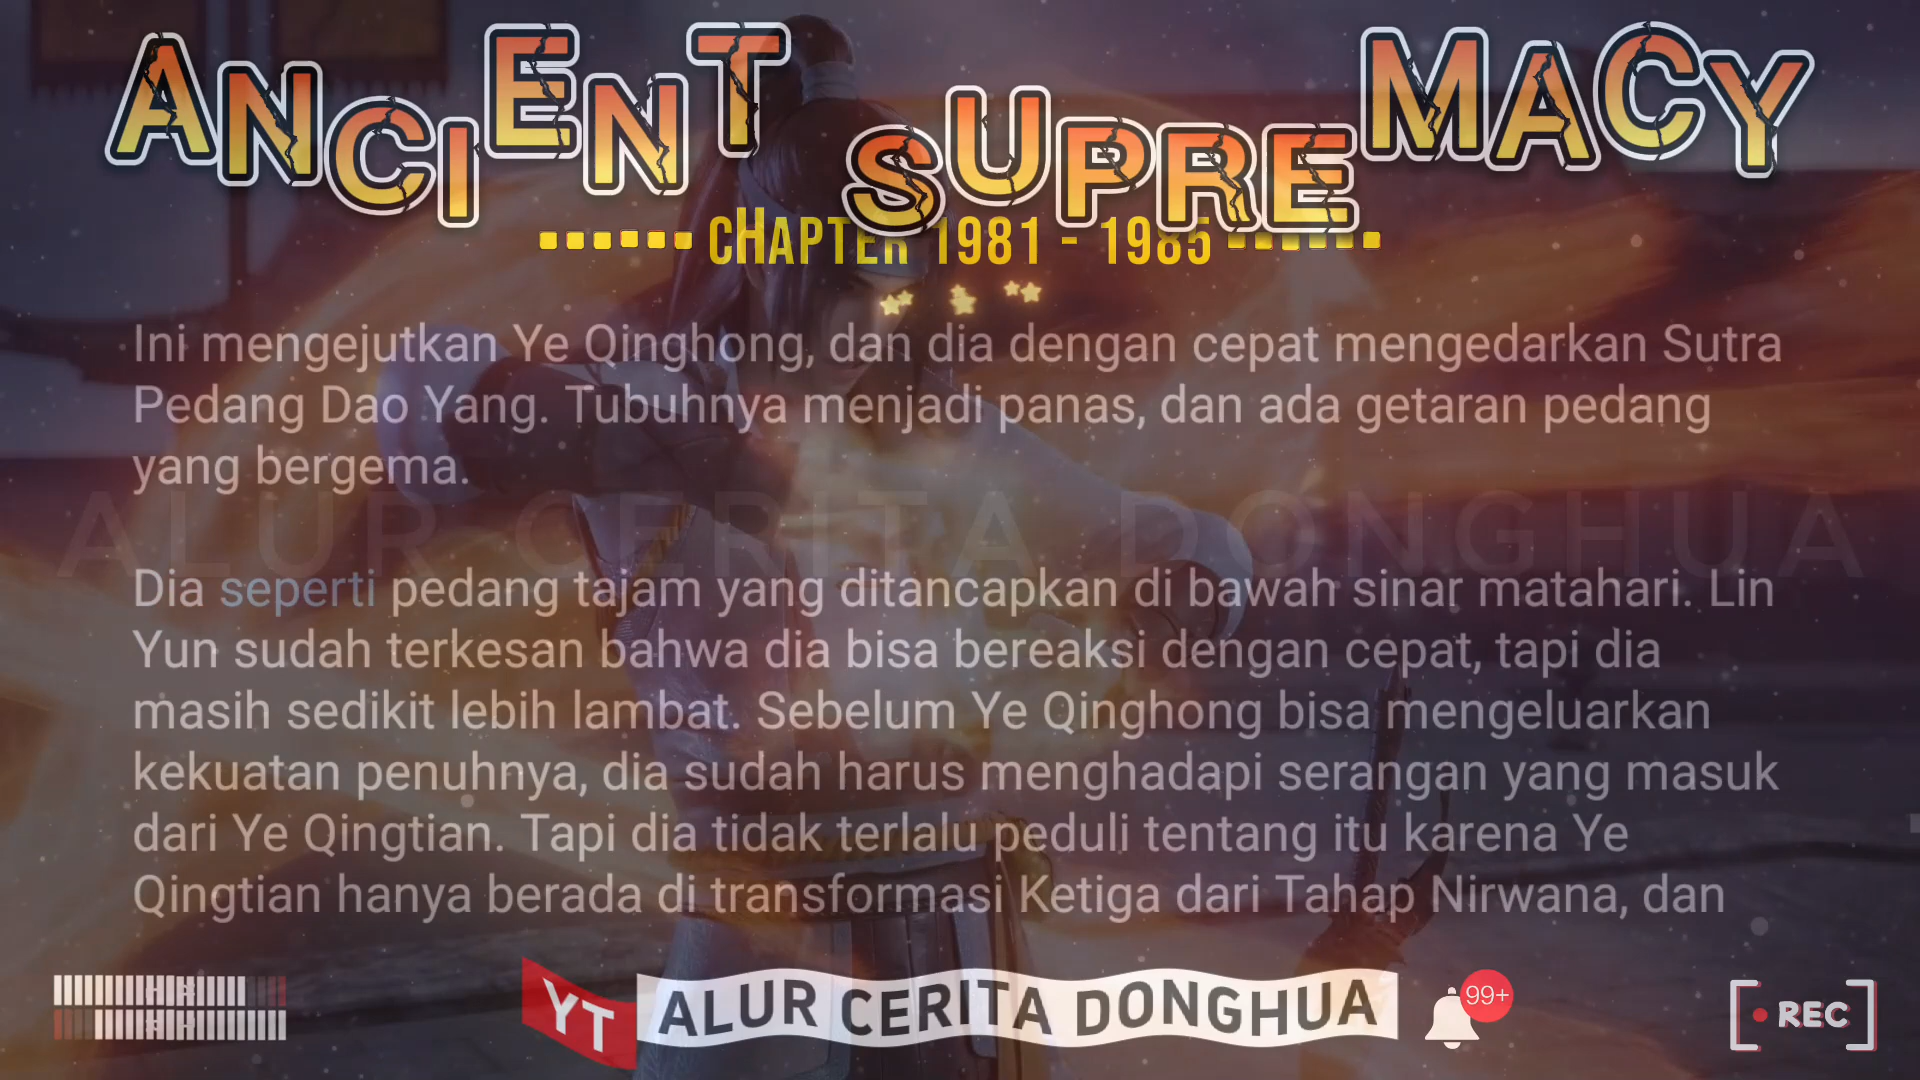 ANCIENT SUPREMACY
CHAPTER 1981 - 1985
Ini mengejutkan Ye Qinghong, dan dia dengan cepat mengedarkan Sutra
Pedang Dao Yang. Tubuhnya menjadi panas, dan ada getaran pedang
yang bergema.
ALUR CERITA DONGHUA
Dia seperti pedang tajam yang ditancapkan di bawah sinar matahari. Lin
Yun sudah terkesan bahwa dia bisa bereaksi dengan cepat, tapi dia
masih sedikit lebih lambat. Sebelum Ye Qinghong bisa mengeluarkan
kekuatan penuhnya, dia sudah harus menghadapi serangan yang masuk
dari Ye Qingtian. Tapi dia tidak terlalu peduli tentang itu karena Ye
Qingtian hanya berada di transformasi Ketiga dari Tahap Nirwana, dan
YT ALUR CERITA DONGHUA 99+
REC